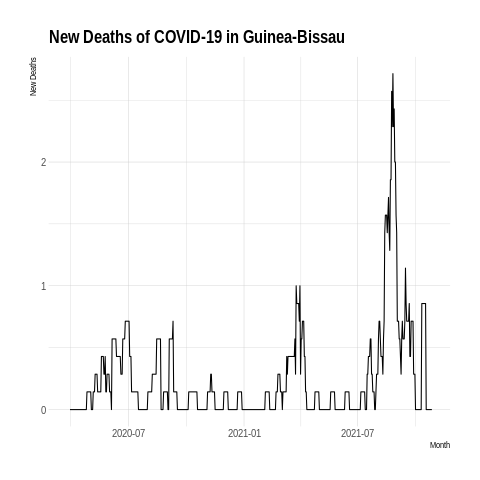 New Deaths of COVID-19 in Guinea-Bissau
New Deaths
2
1
0
2020-07 2021-01 2021-07
Month